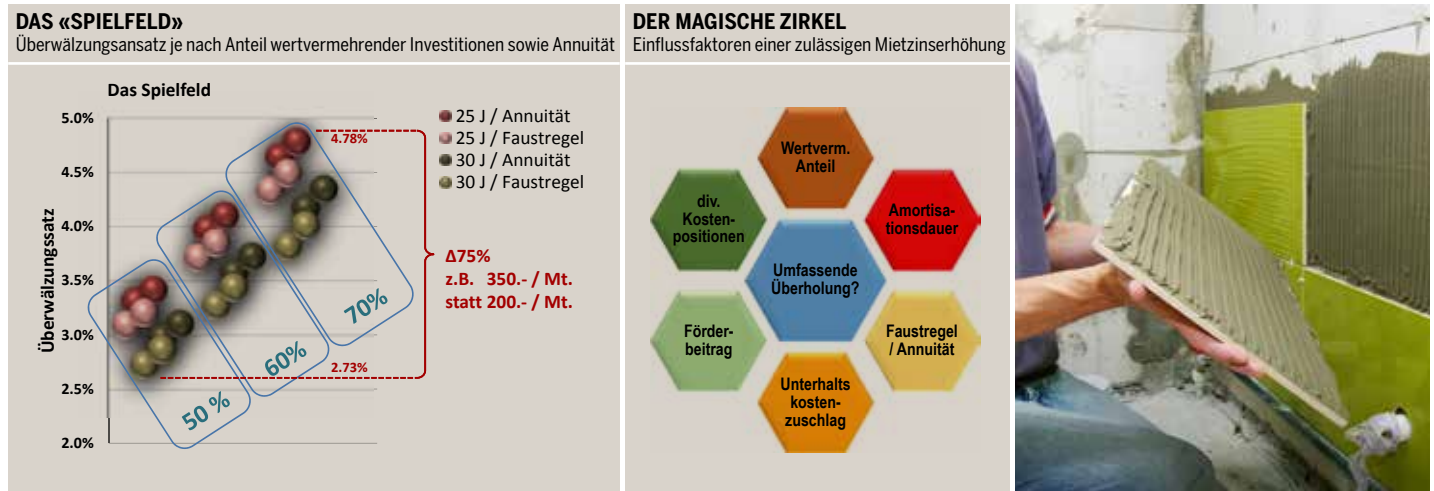 DAS «SPIELFELD»
Überwälzungsansatz je nach Anteil wertvermehrender Investitionen sowie Annuität
Das Spielfeld
Überwälzungssatz
5.0%
4.5%
4.0%
3.5%
3.0%
2.5%
2.0%
50 %
60%
70%
4.78%
2.73%
25 J / Annuität
25 J / Faustregel
30 J / Annuität
30 J / Faustregel
Δ75%
z.B. 350.- / Mt.
statt 200.- / Mt.
DER MAGISCHE ZIRKEL
Einflussfaktoren einer zulässigen Mietzinserhöhung
Wertverm.
Anteil
div.
Kosten-
positionen
Amortisa-
tionsdauer
Umfassende
Überholung?
Förder-
beitrag
Faustregel
/ Annuität
Unterhalts
kosten-
zuschlag